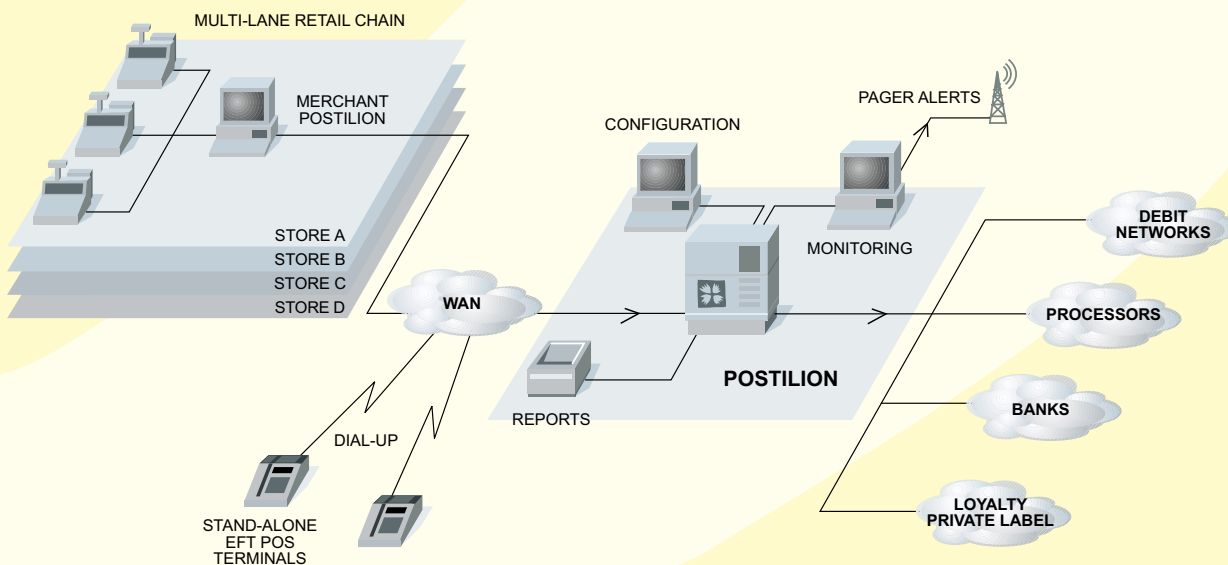 MULTI-LANE RETAIL CHAIN
MERCHANT
POSTILION
STORE A
STORE B
STORE C
STORE D
WAN
DIAL-UP
STAND-ALONE
EFT POS
TERMINALS
CONFIGURATION
PAGER ALERTS
MONITORING
REPORTS
POSTILION
DEBIT
NETWORKS
PROCESSORS
BANKS
LOYALTY
PRIVATE LABEL